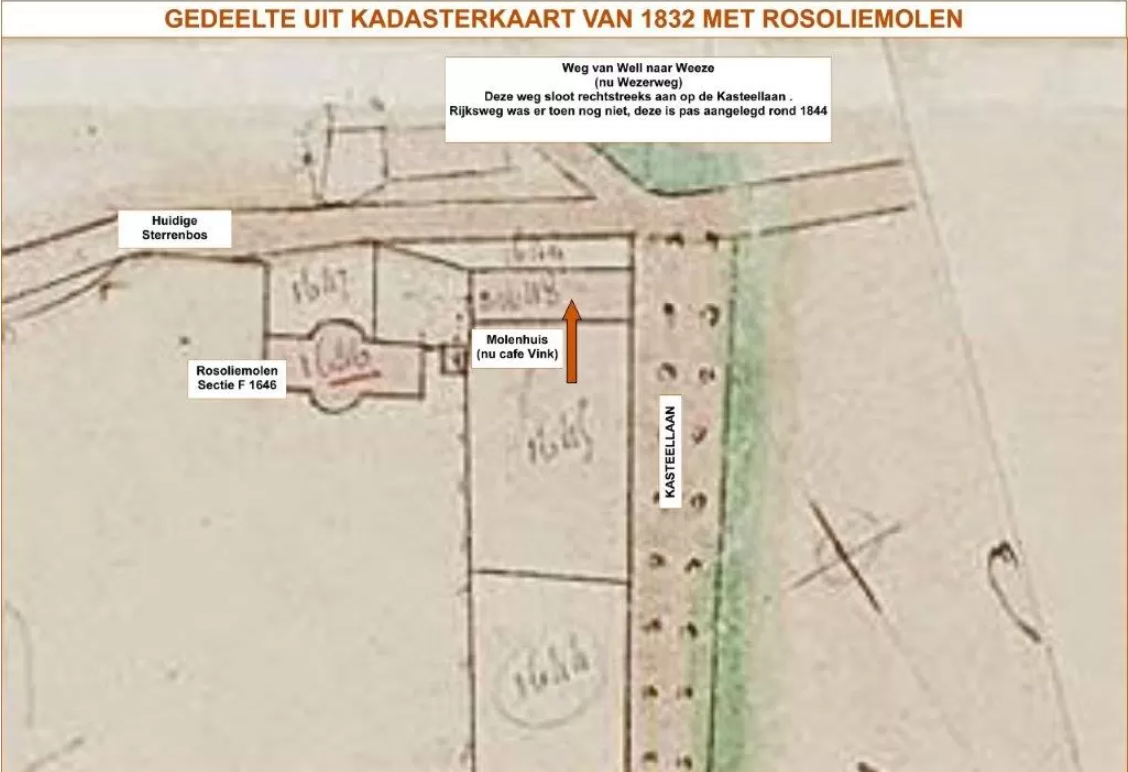 GEDEELTE UIT KADASTERKAART VAN 1832 MET ROSOLIEMOLEN
Weg van Well naar Weeze
(nu Wezerweg)
Deze weg sloot rechtstreeks aan op de Kasteellaan .
Rijksweg was er toen nog niet, deze is pas aangelegd rond 1844
Huidige
Sterrenbos
1647
1648
Molenhuis
(nu cafe Vink)
1646
Rosoliemolen
Sectie F 1646
1645
KASTEELLAAN
1644